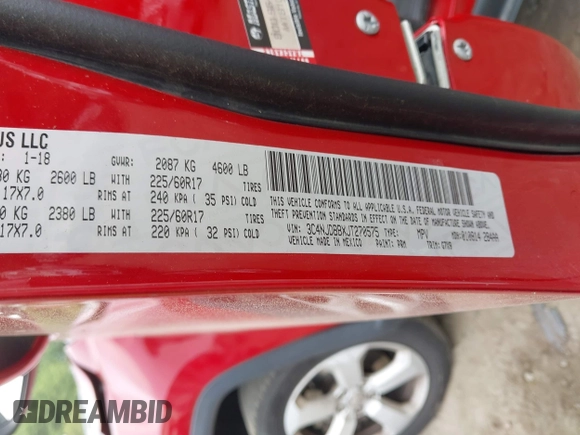 US LLC
1-18 GVWR: 2087 KG 4600 LB
KG 2600 LB WITH 225/60R17 TIRES
17X7.0 RIMS AT 240 KPA ( 35 PSI) COLD
KG 2380 LB WITH 225/60R17 TIRES
17X7.0 RIMS AT 220 KPA ( 32 PSI) COLD
THIS VEHICLE CONFORMS TO ALL APPLICABLE U.S.A. FEDERAL MOTOR VEHICLE SAFETY AND
THEFT PREVENTION STANDARDS IN EFFECT ON THE DATE OF MANUFACTURE SHOWN ABOVE.
VIN: 3C4NJDBBXJT270575 TYPE: MPV
VEHICLE MADE IN MEXICO PAINT: PRM TRIM:
DREAMBID